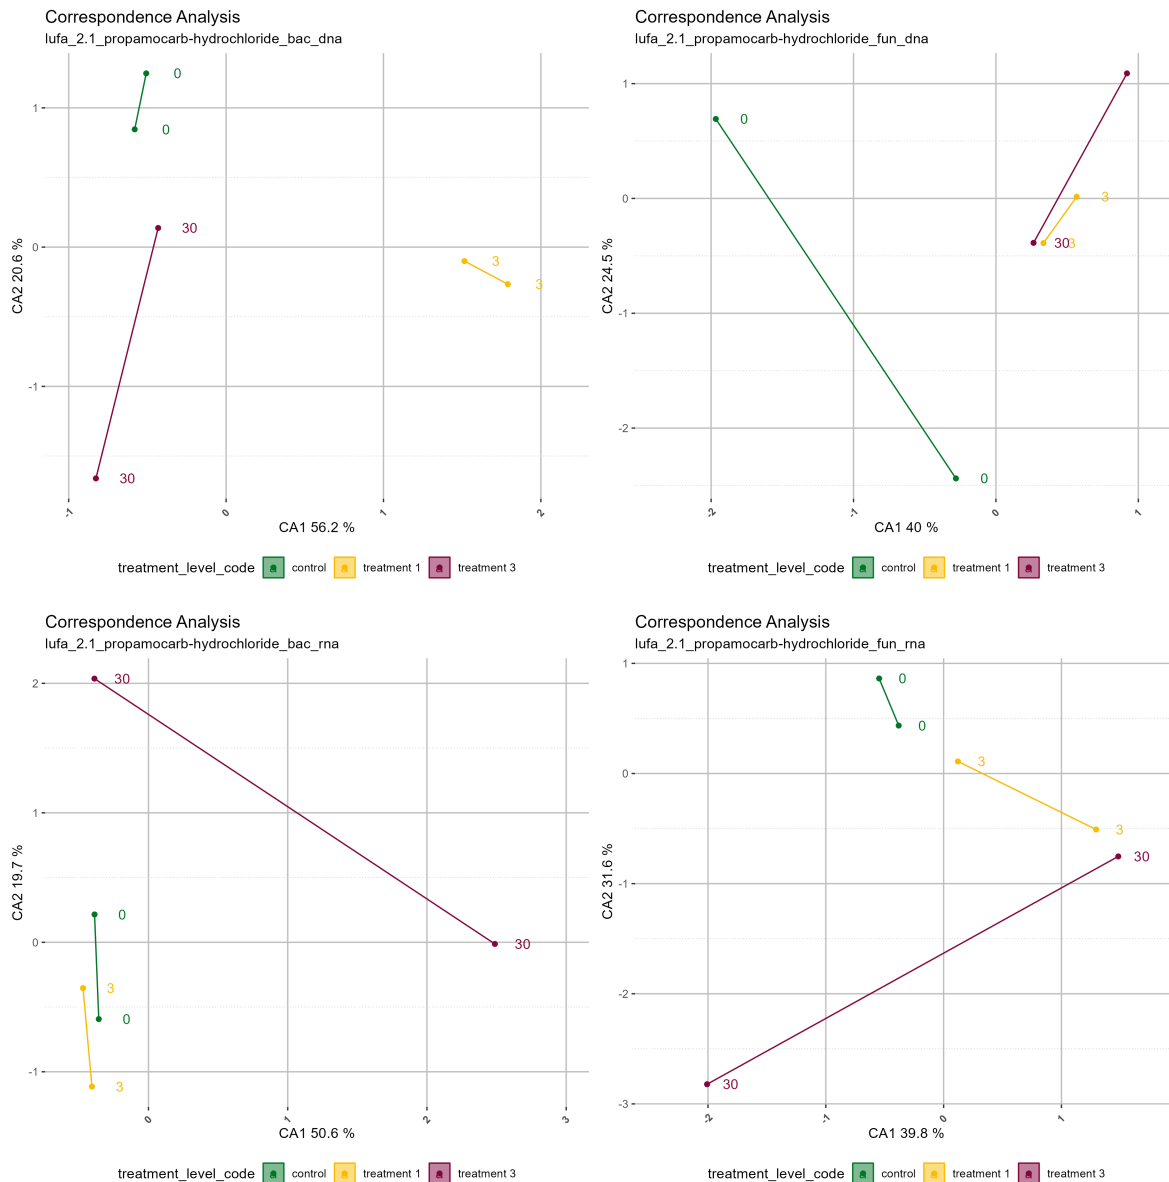 Correspondence Analysis
lufa_2.1_propamocarb-hydrochloride_bac_dna
0
0
30
3
3
30
1
0
-1
CA2 20.6 %
-1
0
1
2
CA1 56.2 %
treatment_level_code control treatment 1 treatment 3
Correspondence Analysis
lufa_2.1_propamocarb-hydrochloride_fun_dna
0
3
30
3
0
1
0
-1
-2
CA2 24.5 %
-2
-1
0
1
CA1 40 %
treatment_level_code control treatment 1 treatment 3
Correspondence Analysis
lufa_2.1_propamocarb-hydrochloride_bac_rna
30
0
30
3
0
3
2
1
0
-1
CA2 19.7 %
0
1
2
3
CA1 50.6 %
treatment_level_code control treatment 1 treatment 3
Correspondence Analysis
lufa_2.1_propamocarb-hydrochloride_fun_rna
0
0
3
3
30
30
1
0
-1
-2
-3
CA2 31.6 %
-2
-1
0
1
CA1 39.8 %
treatment_level_code control treatment 1 treatment 3